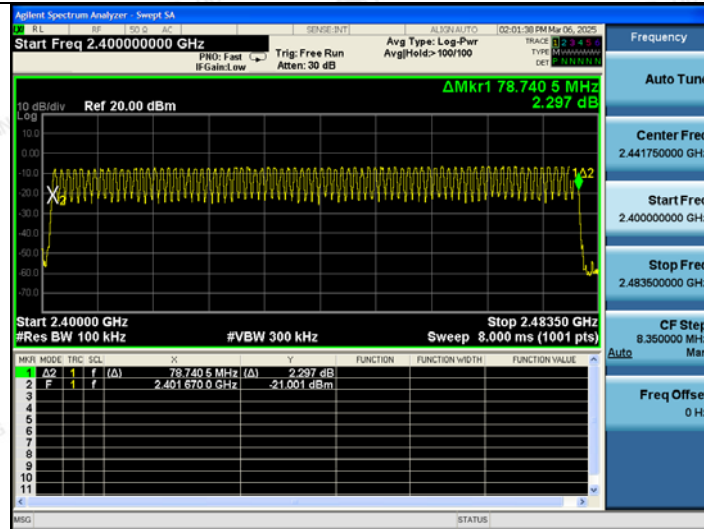 Agilent Spectrum Analyzer - Swept SA
RL RF 50 Ω AC SENSE:INT ALIGNAUTO 02:01:38 PM Mar 06, 2025
Start Freq 2.400000000 GHz
PNO: Fast
IFGain:Low
Trig: Free Run
Atten: 30 dB
Avg Type: Log-Pwr
Avg|Hold:>100/100
TRACE 1 2 3 4 5 6
TYPE M
DET P N N N N N
ΔMkr1 78.740 5 MHz
2.297 dB
10 dB/div Ref 20.00 dBm
Log
10.0
0.00
-10.0
-20.0
-30.0
-40.0
-50.0
-60.0
-70.0
1Δ2
2
Start 2.40000 GHz Stop 2.48350 GHz
#Res BW 100 kHz #VBW 300 kHz Sweep 8.000 ms (1001 pts)
MKR MODE TRC SCL X Y FUNCTION FUNCTION WIDTH FUNCTION VALUE
1 Δ2 1 f (Δ) 78.740 5 MHz (Δ) 2.297 dB
2 F 1 f 2.401 670 0 GHz -21.001 dBm
3
4
5
6
7
8
9
10
11
MSG STATUS
Frequency
Auto Tune
Center Freq
2.441750000 GHz
Start Freq
2.400000000 GHz
Stop Freq
2.483500000 GHz
CF Step
8.350000 MHz
Auto Man
Freq Offset
0 Hz